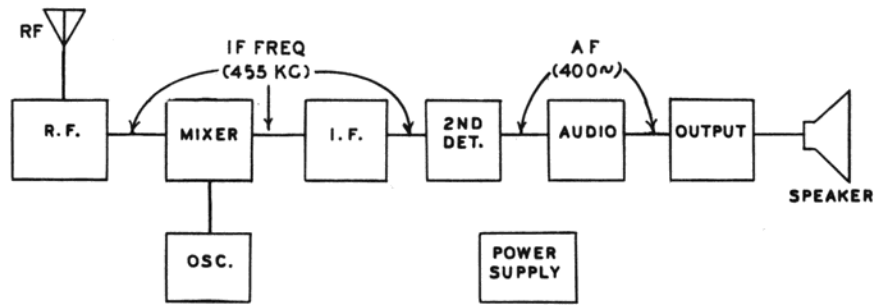 RF
IF FREQ
(455 KC)
AF
(400~)
R.F.
MIXER
I.F.
2ND
DET.
AUDIO
OUTPUT
SPEAKER
OSC.
POWER
SUPPLY